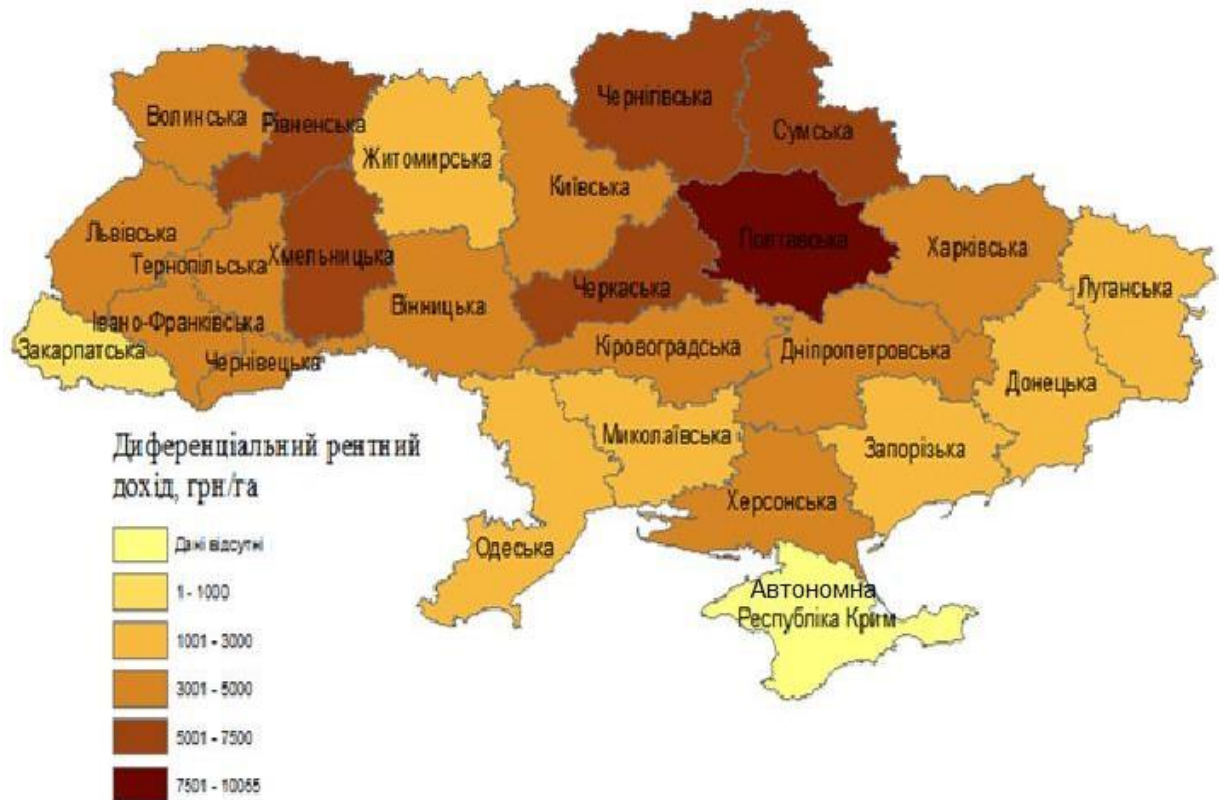 Чернігівська
Волинська
Рівненська
Сумська
Житомирська
Київська
Львівська
Тернопільська
Хмельницька
Полтавська
Харківська
Черкаська
Вінницька
Луганська
Івано-Франківська
Закарпатська
Чернівецька
Кіровоградська
Дніпропетровська
Донецька
Миколаївська
Запорізька
Херсонська
Одеська
Автономна
Республіка Крим
Диференціальний рентний
дохід, грн/га
Дані відсутні
1 - 1000
1001 - 3000
3001 - 5000
5001 - 7500
7501 - 10055